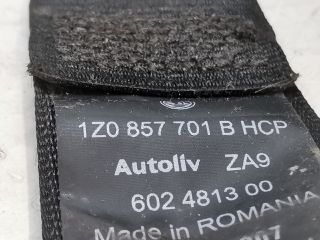 1Z0 857 701 B HCP
Autoliv ZA9
602 4813 00
Made in ROMANIA